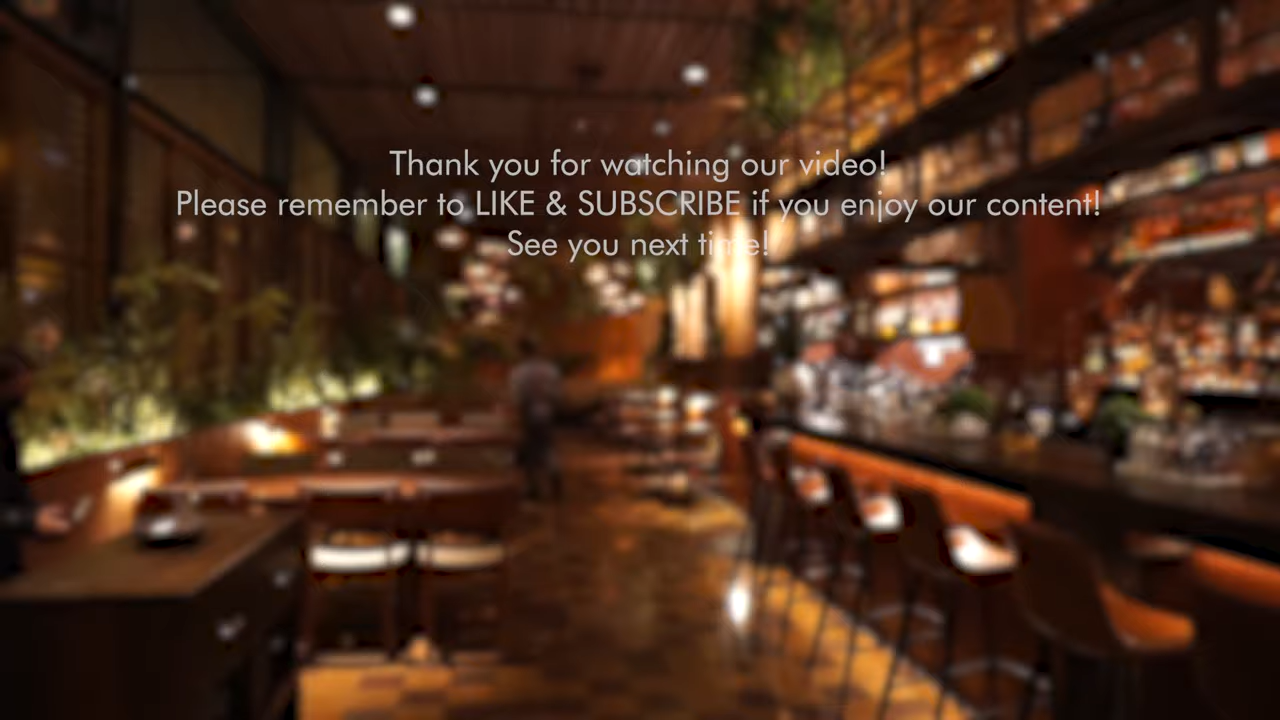 Thank you for watching our video!
Please remember to LIKE & SUBSCRIBE if you enjoy our content!
See you next time!